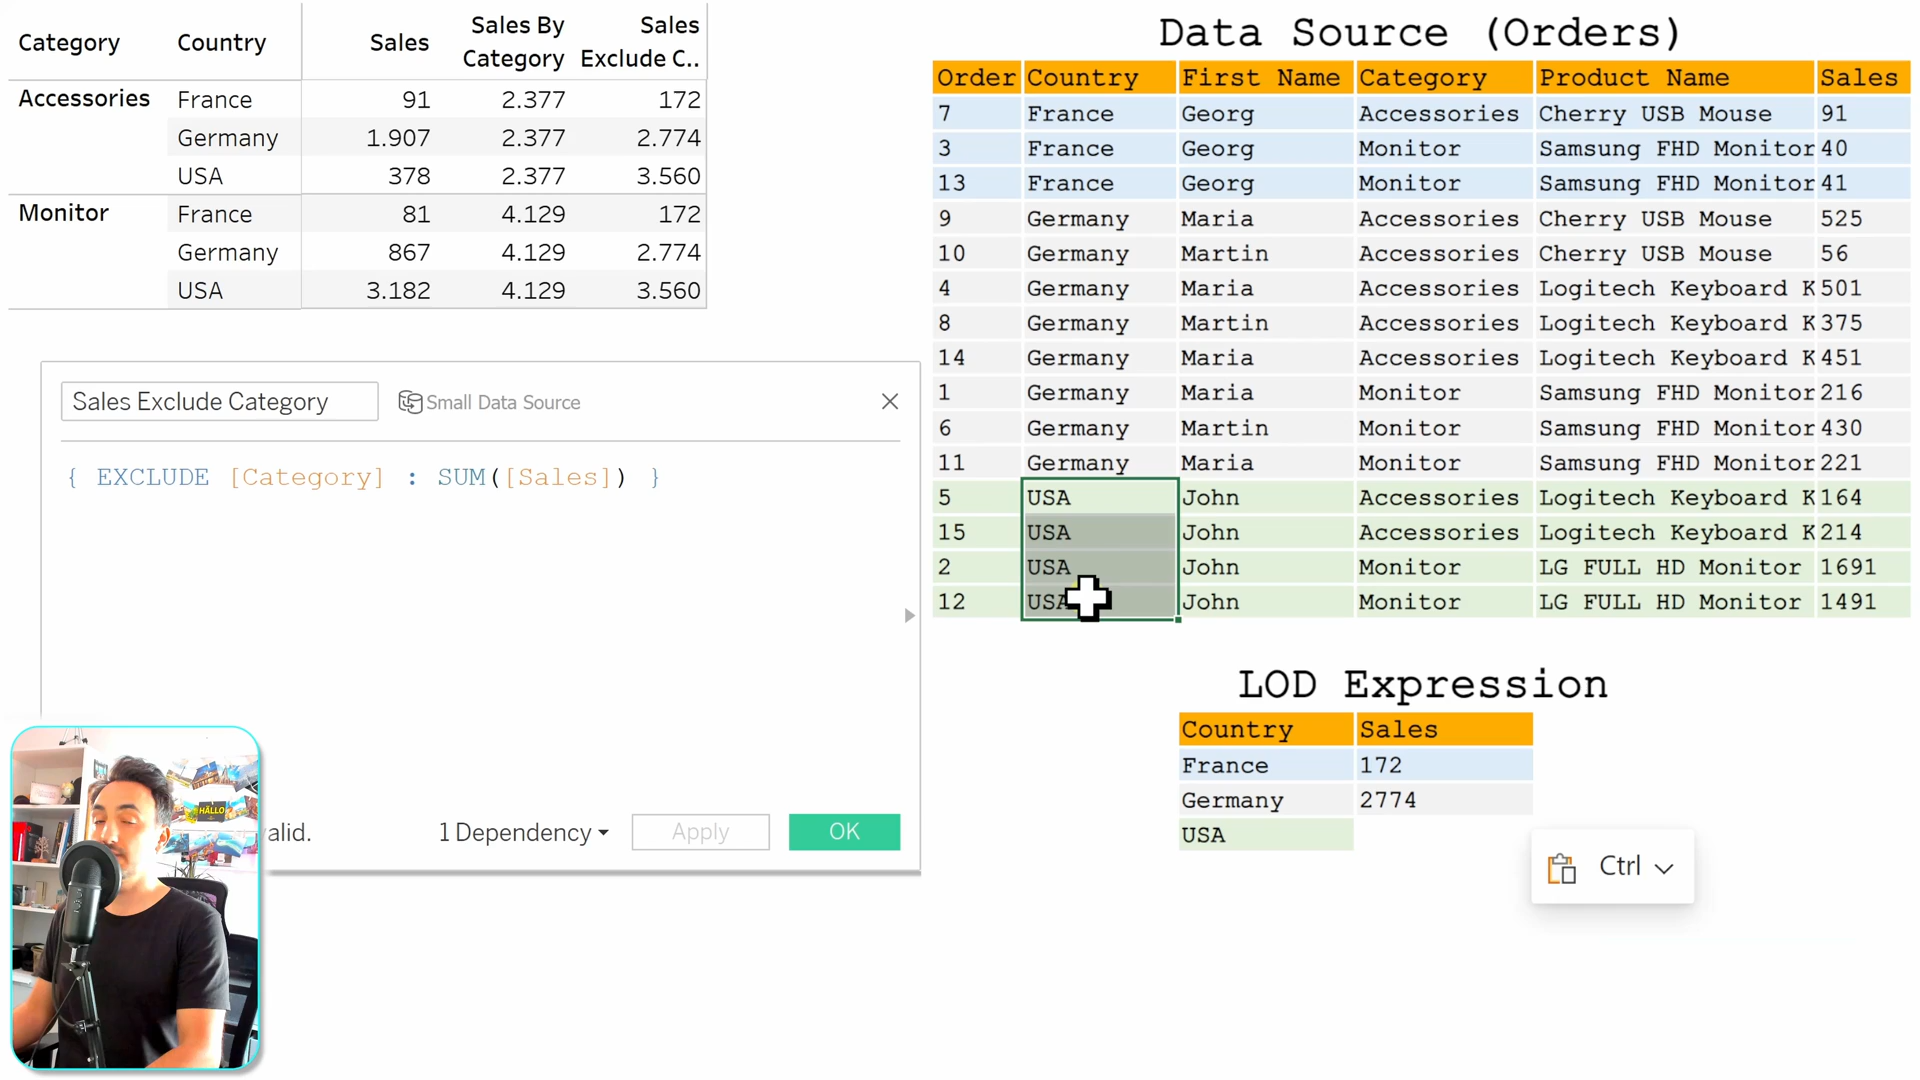 Category Country Sales Sales By Category Sales Exclude C..
Accessories France 91 2.377 172
Germany 1.907 2.377 2.774
USA 378 2.377 3.560
Monitor France 81 4.129 172
Germany 867 4.129 2.774
USA 3.182 4.129 3.560
Sales Exclude Category Small Data Source
{ EXCLUDE [Category] : SUM([Sales]) }
alid. 1 Dependency Apply OK
HALLO
Data Source (Orders)
Order Country First Name Category Product Name Sales
7 France Georg Accessories Cherry USB Mouse 91
3 France Georg Monitor Samsung FHD Monitor 40
13 France Georg Monitor Samsung FHD Monitor 41
9 Germany Maria Accessories Cherry USB Mouse 525
10 Germany Martin Accessories Cherry USB Mouse 56
4 Germany Maria Accessories Logitech Keyboard K 501
8 Germany Martin Accessories Logitech Keyboard K 375
14 Germany Maria Accessories Logitech Keyboard K 451
1 Germany Maria Monitor Samsung FHD Monitor 216
6 Germany Martin Monitor Samsung FHD Monitor 430
11 Germany Maria Monitor Samsung FHD Monitor 221
5 USA John Accessories Logitech Keyboard K 164
15 USA John Accessories Logitech Keyboard K 214
2 USA John Monitor LG FULL HD Monitor 1691
12 USA John Monitor LG FULL HD Monitor 1491
LOD Expression
Country Sales
France 172
Germany 2774
USA
Ctrl